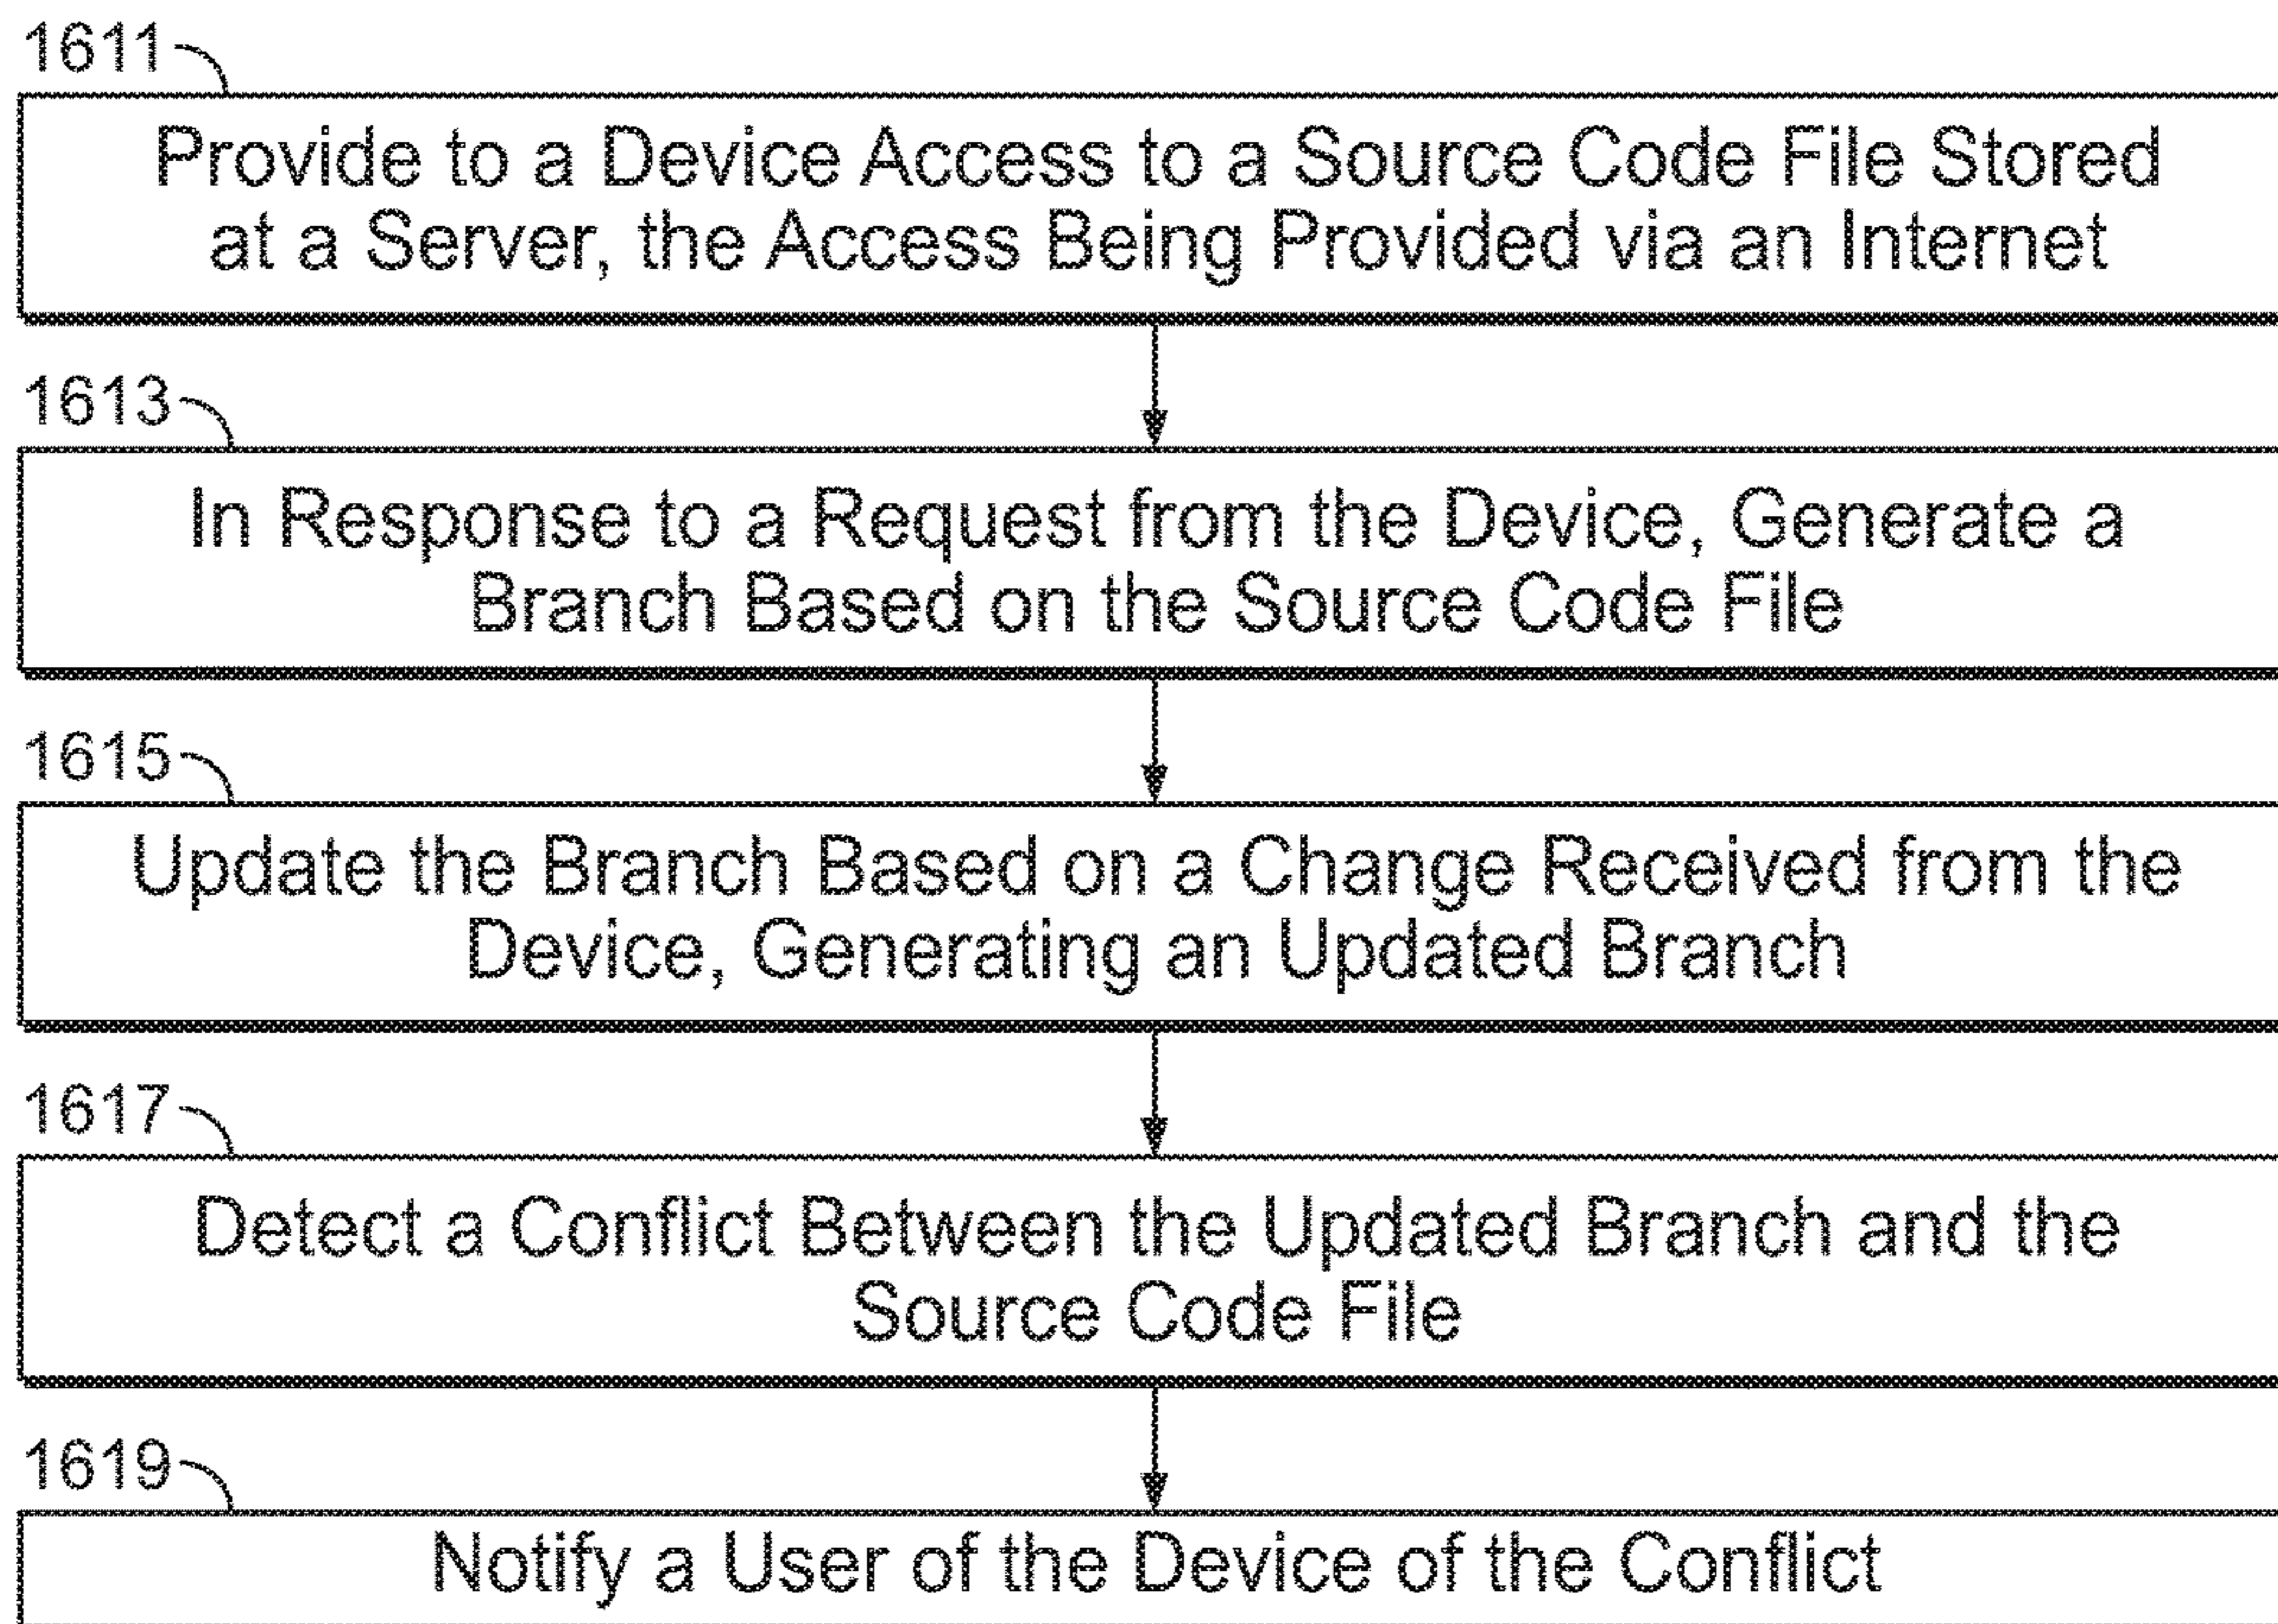 1611
Provide to a Device Access to a Source Code File Stored
at a Server, the Access Being Provided via an Internet
1613
In Response to a Request from the Device, Generate a
Branch Based on the Source Code File
1615
Update the Branch Based on a Change Received from the
Device, Generating an Updated Branch
1617
Detect a Conflict Between the Updated Branch and the
Source Code File
1619
Notify a User of the Device of the Conflict